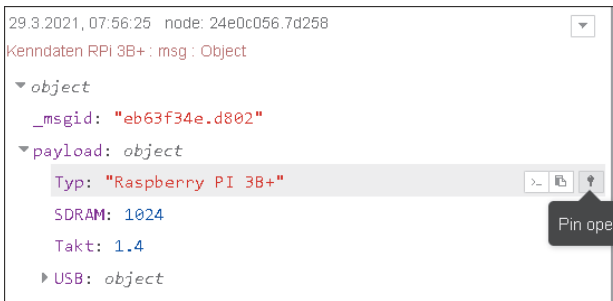 29.3.2021, 07:56:25 node: 24e0c056.7d258
Kenndaten RPi 3B+ : msg : Object
object
_msgid: "eb63f34e.d802"
payload: object
Typ: "Raspberry PI 3B+"
SDRAM: 1024
Pin ope
Takt: 1.4
USB: object